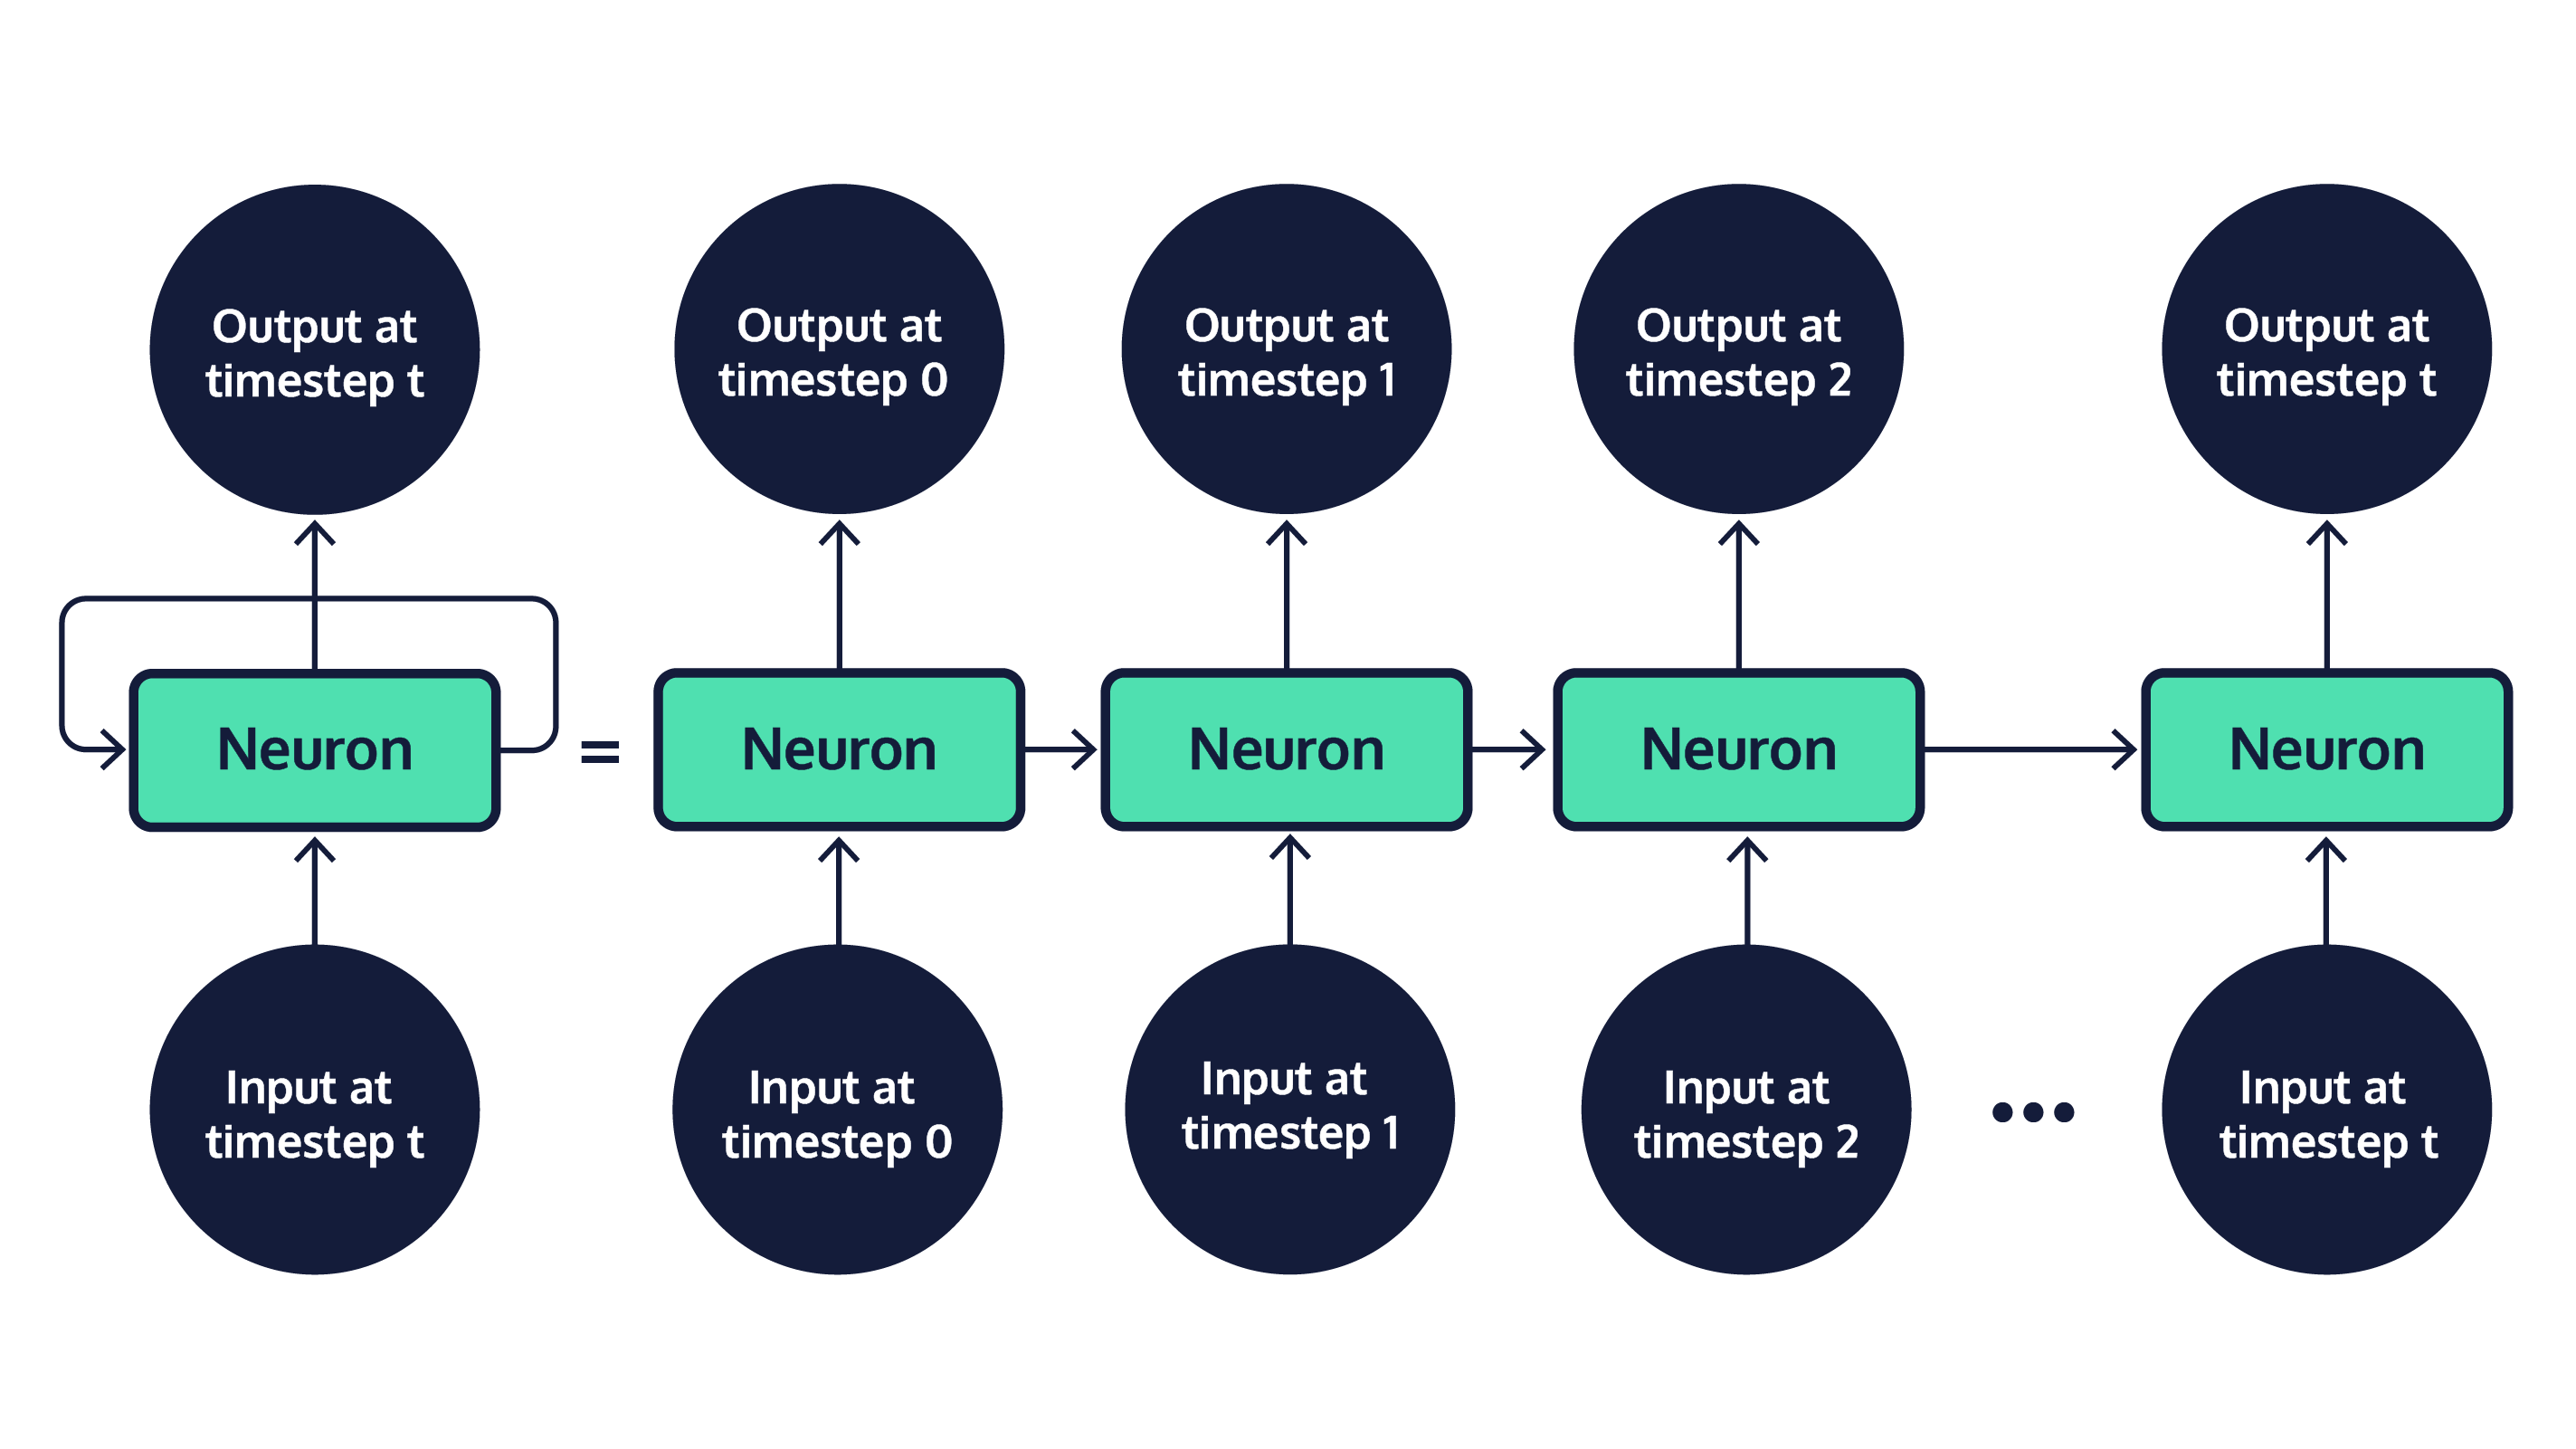 Output at
timestep t
Output at
timestep 0
Output at
timestep 1
Output at
timestep 2
Output at
timestep t
Neuron
=
Neuron
Neuron
Neuron
Neuron
Input at
timestep t
Input at
timestep 0
Input at
timestep 1
Input at
timestep 2
...
Input at
timestep t